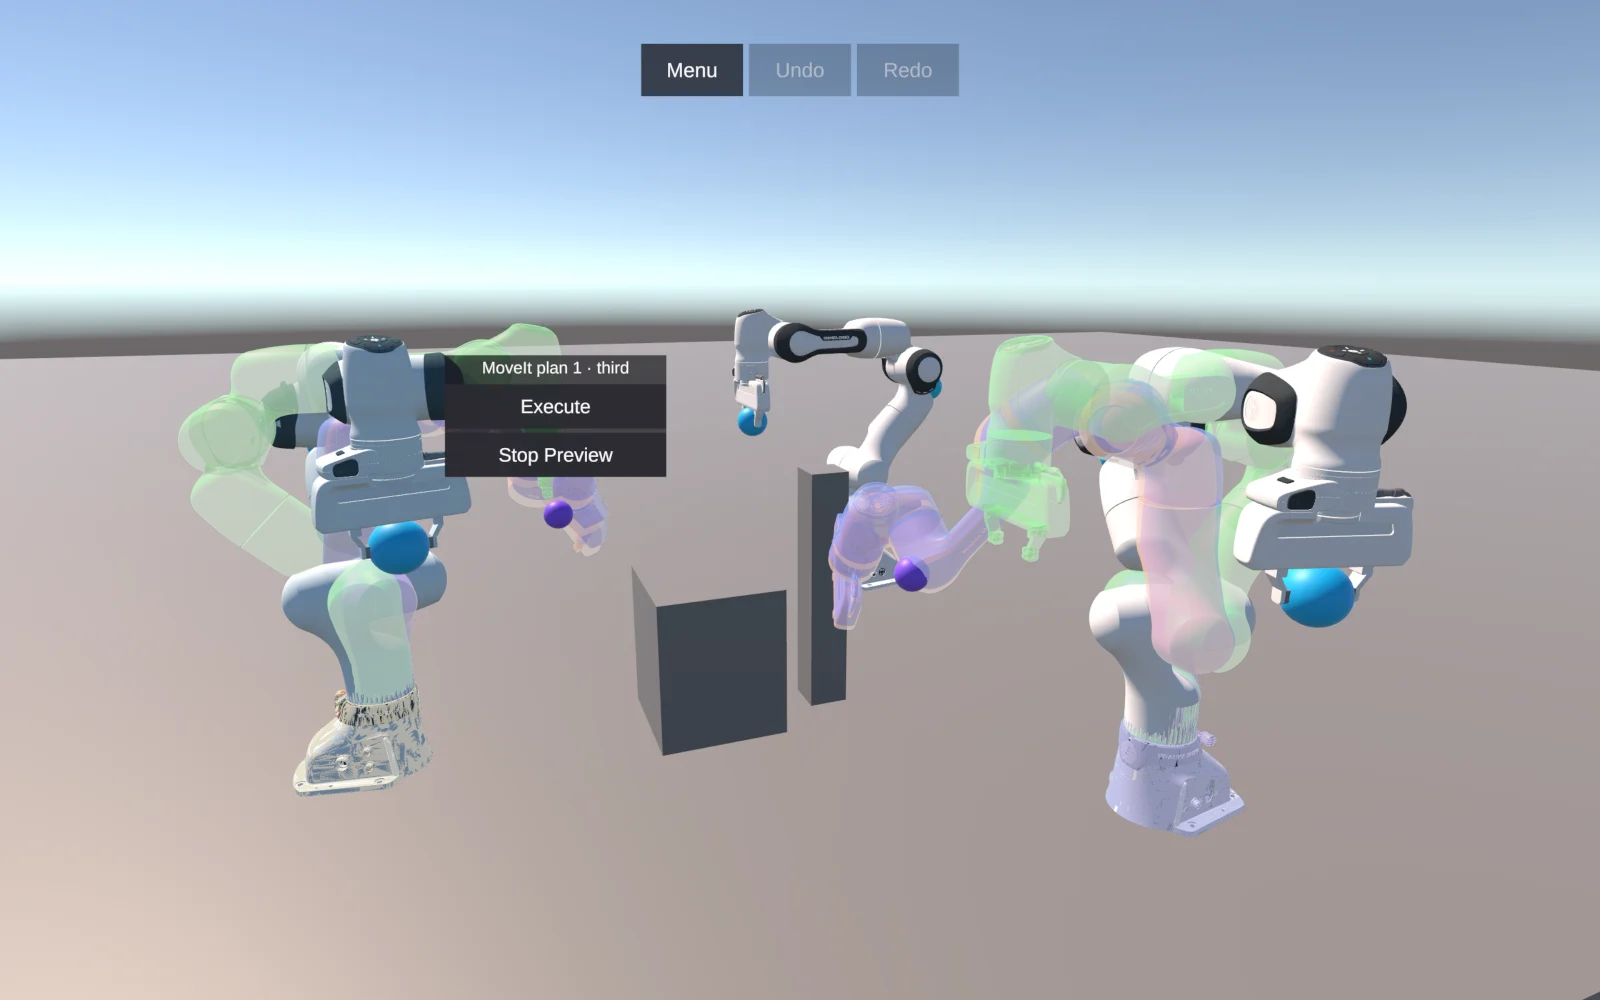 Menu
Undo
Redo
MoveIt plan 1 · third
Execute
Stop Preview